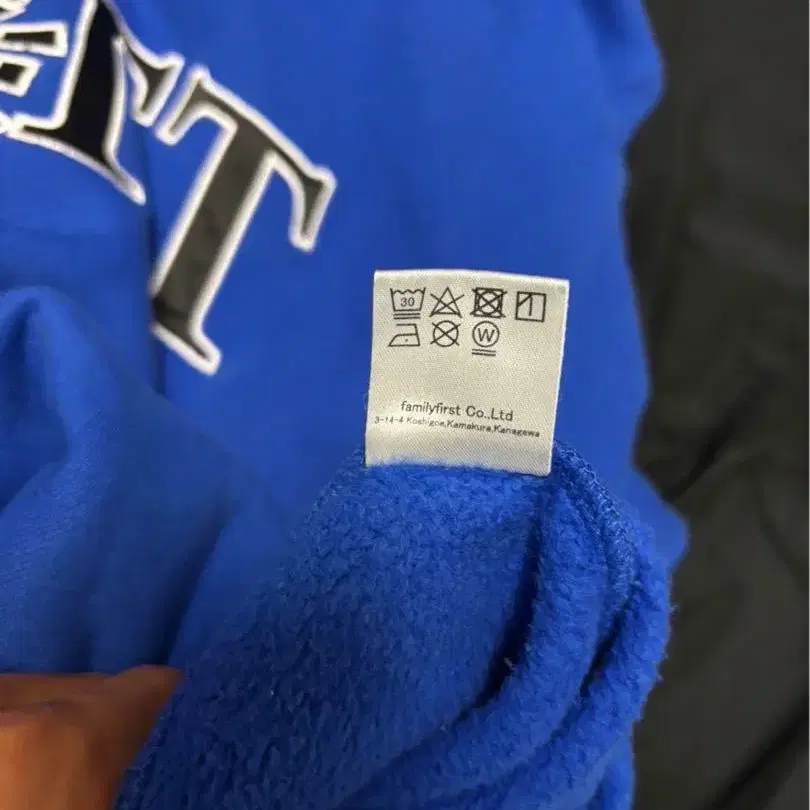 T
30
W
familyfirst Co.,Ltd
3-14-4 Koshigoe,Kamakura,Kanagawa